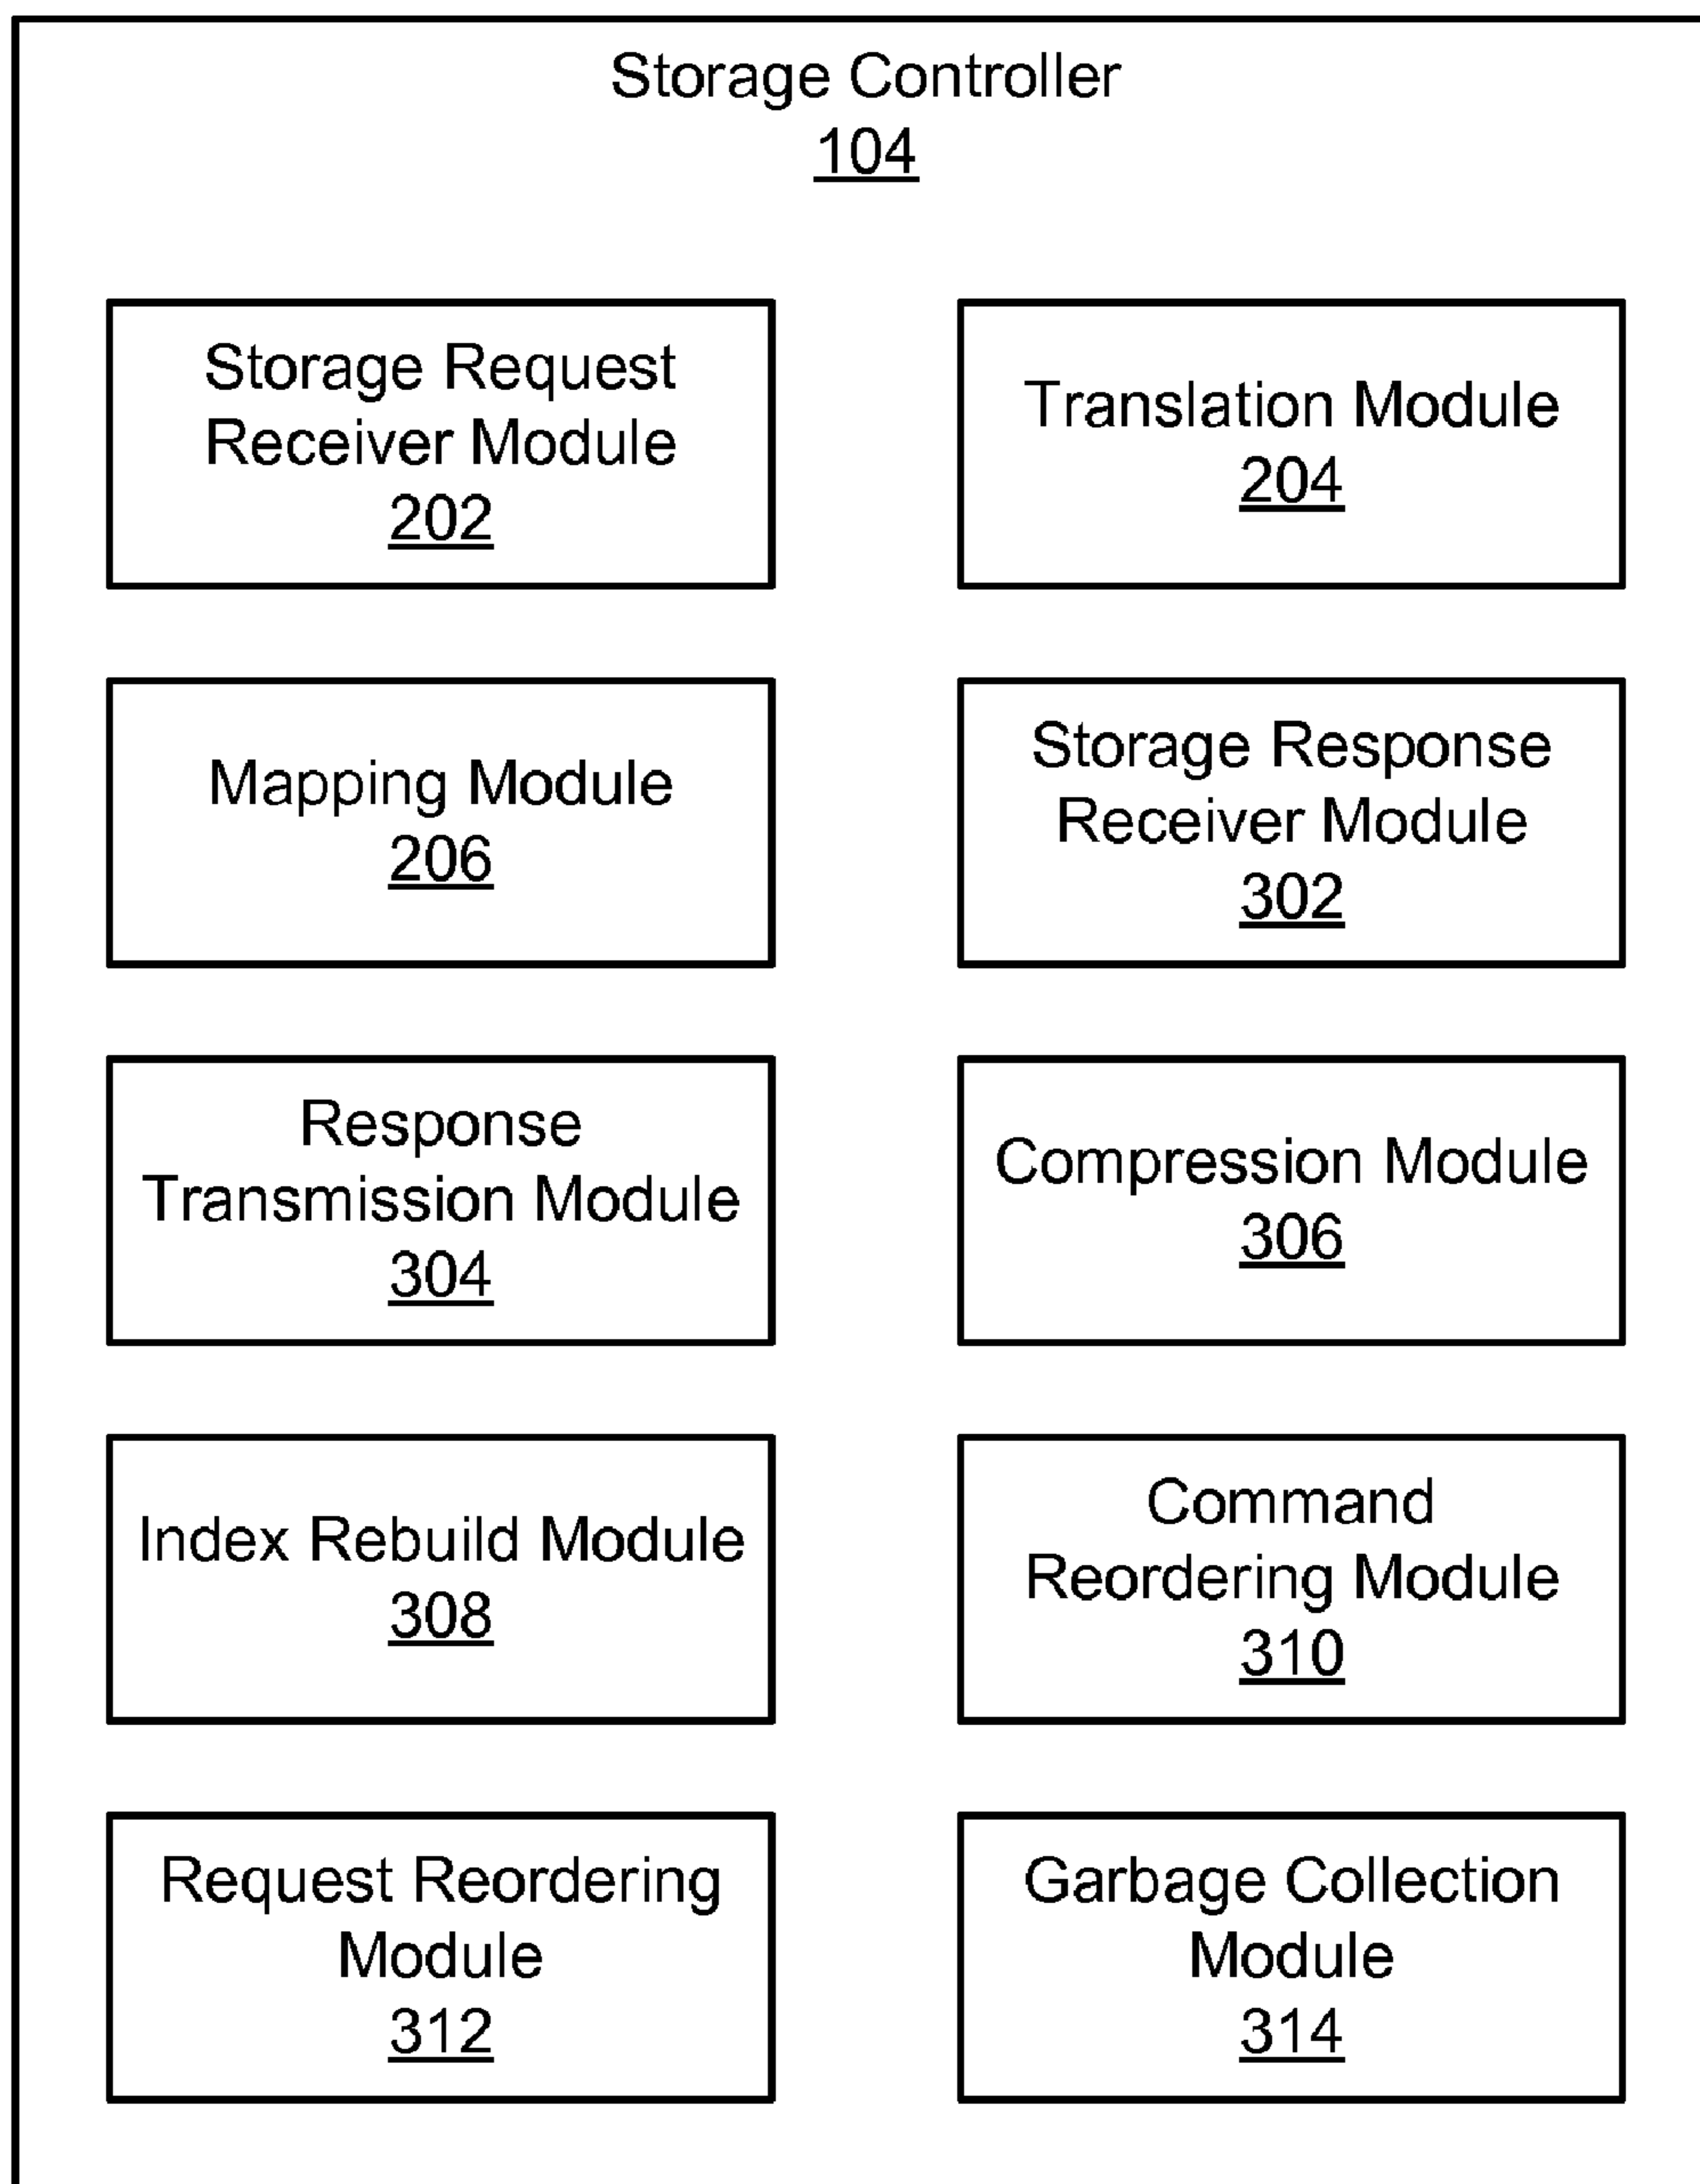 Storage Controller
104
Storage Request
Receiver Module
202
Translation Module
204
Mapping Module
206
Storage Response
Receiver Module
302
Response
Transmission Module
304
Compression Module
306
Index Rebuild Module
308
Command
Reordering Module
310
Request Reordering
Module
312
Garbage Collection
Module
314